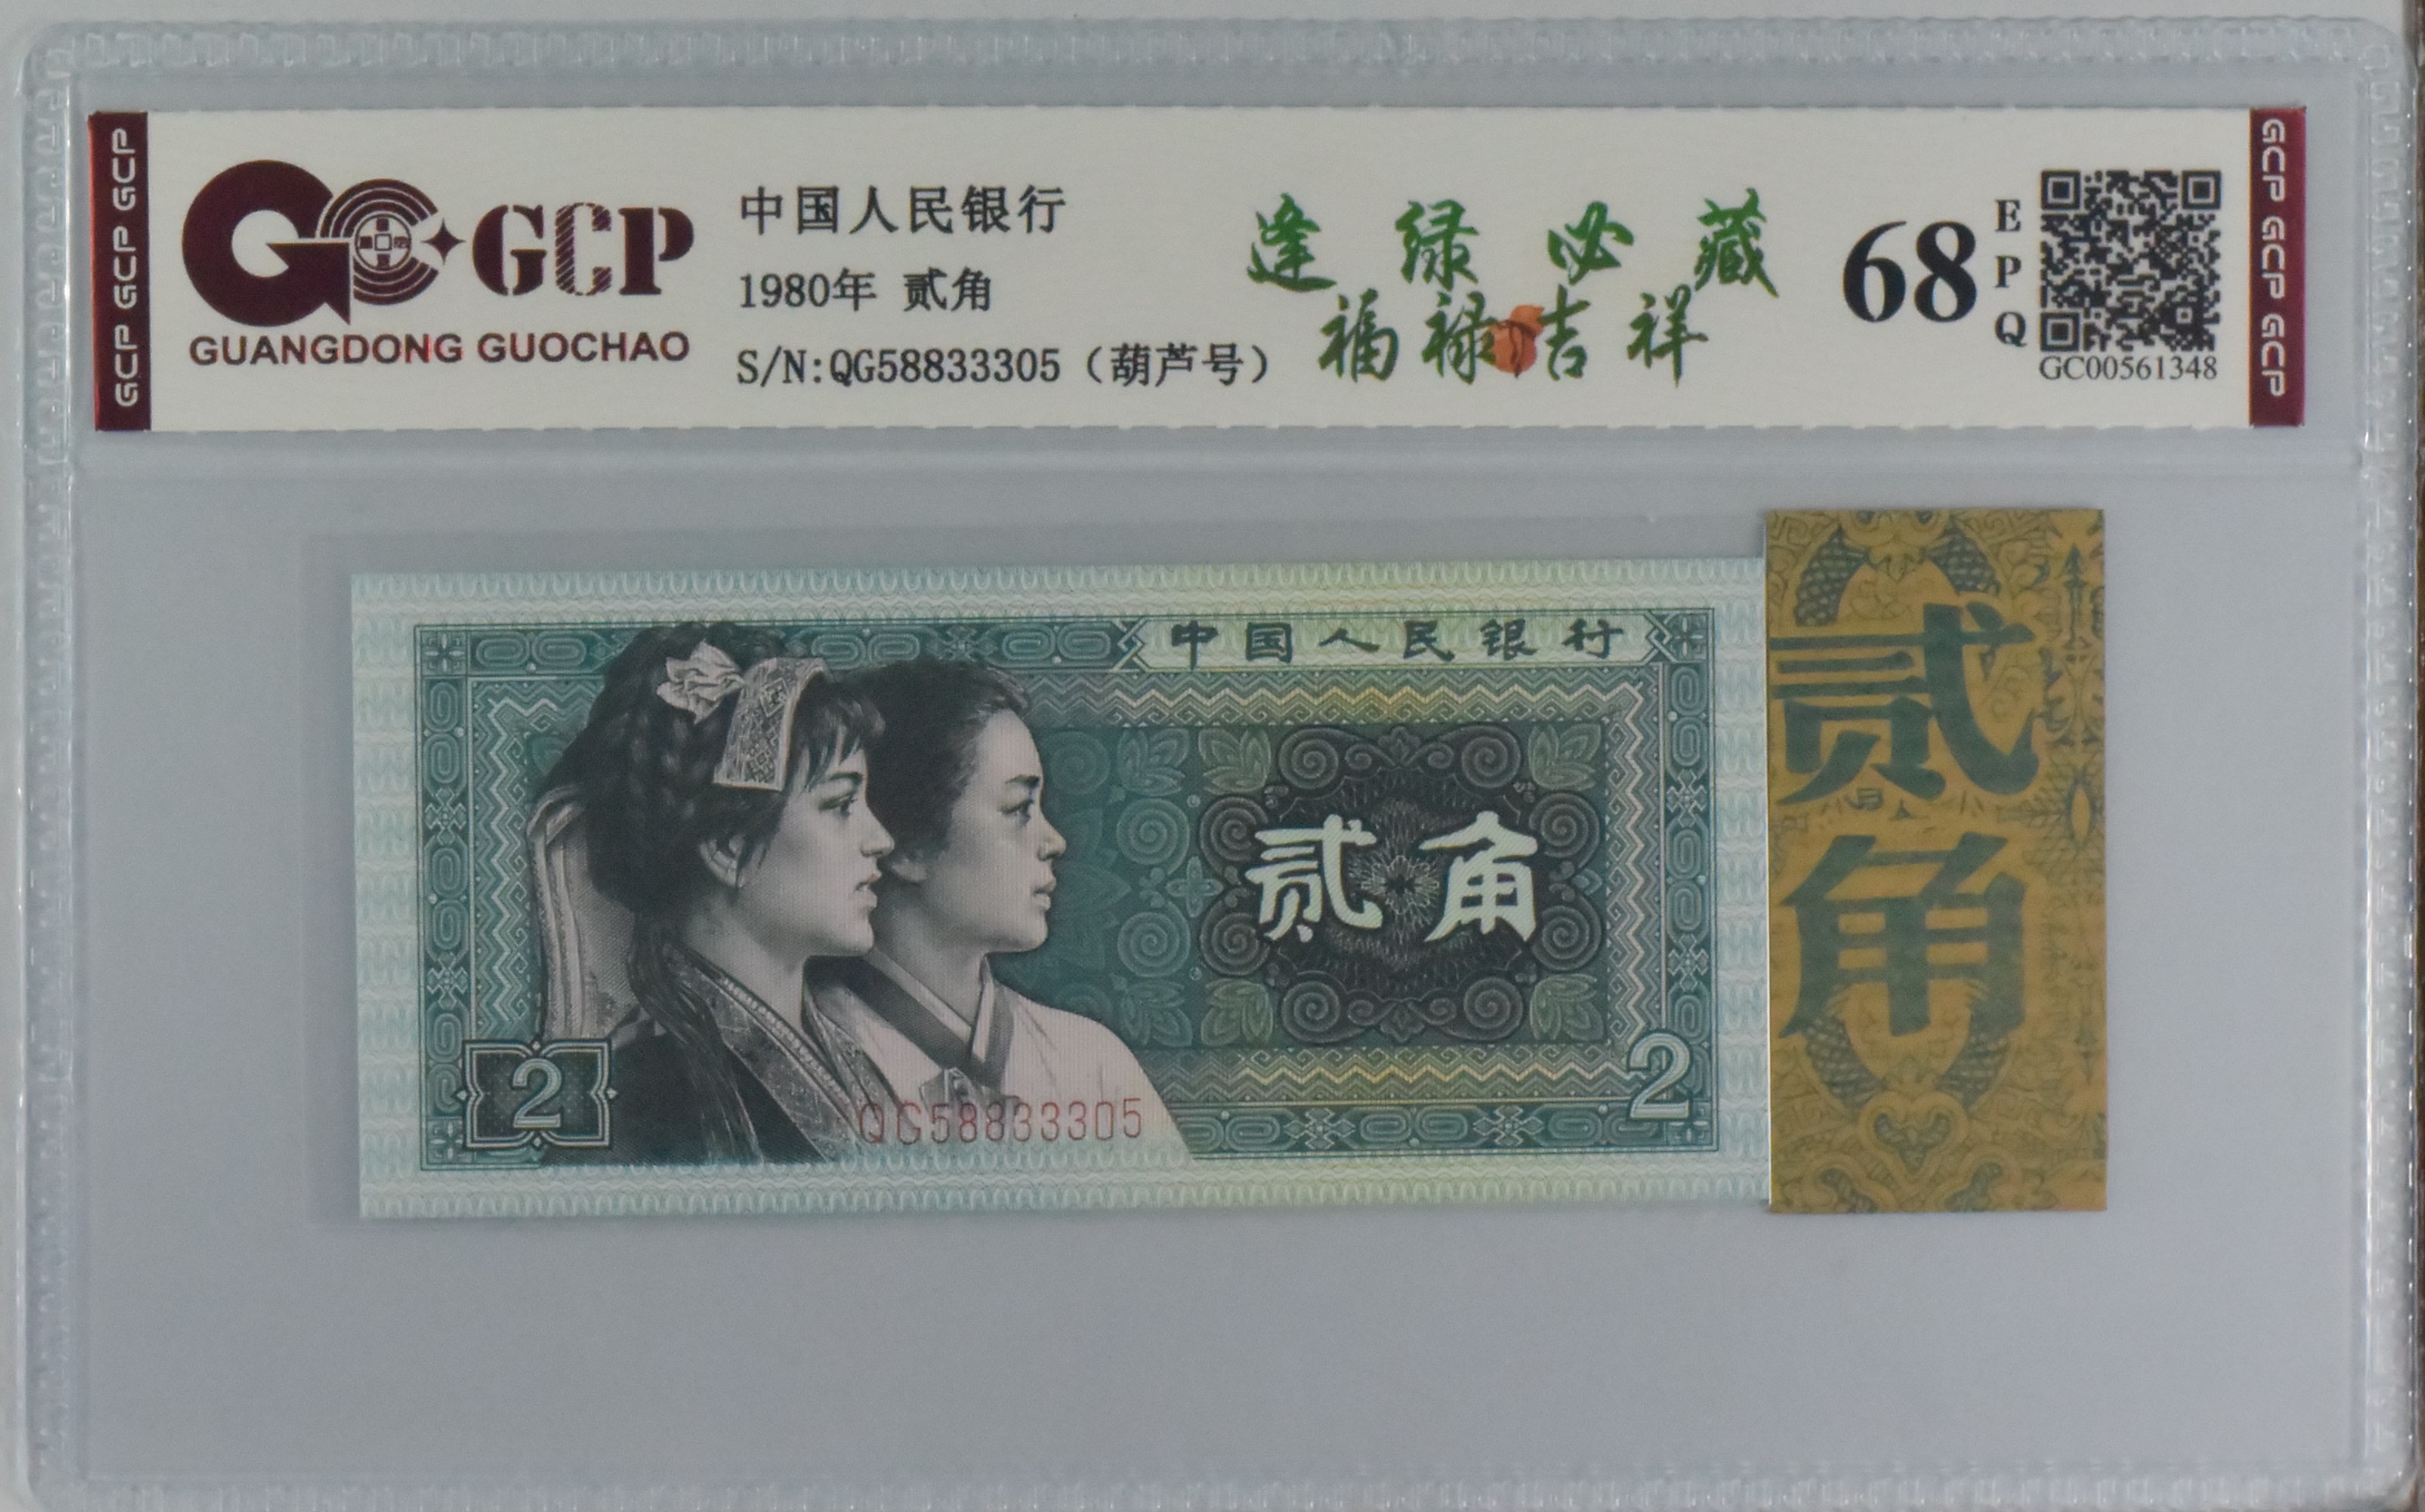 GCP GCP GCP
GCP
GUANGDONG GUOCHAO
中国人民银行
1980年 贰角
S/N:QG58833305（葫芦号）
逢绿必藏
福禄吉祥
68
EPQ
GC00561348
GCP GCP GCP
中国人民银行
贰角
2
2
QG58833305
贰角